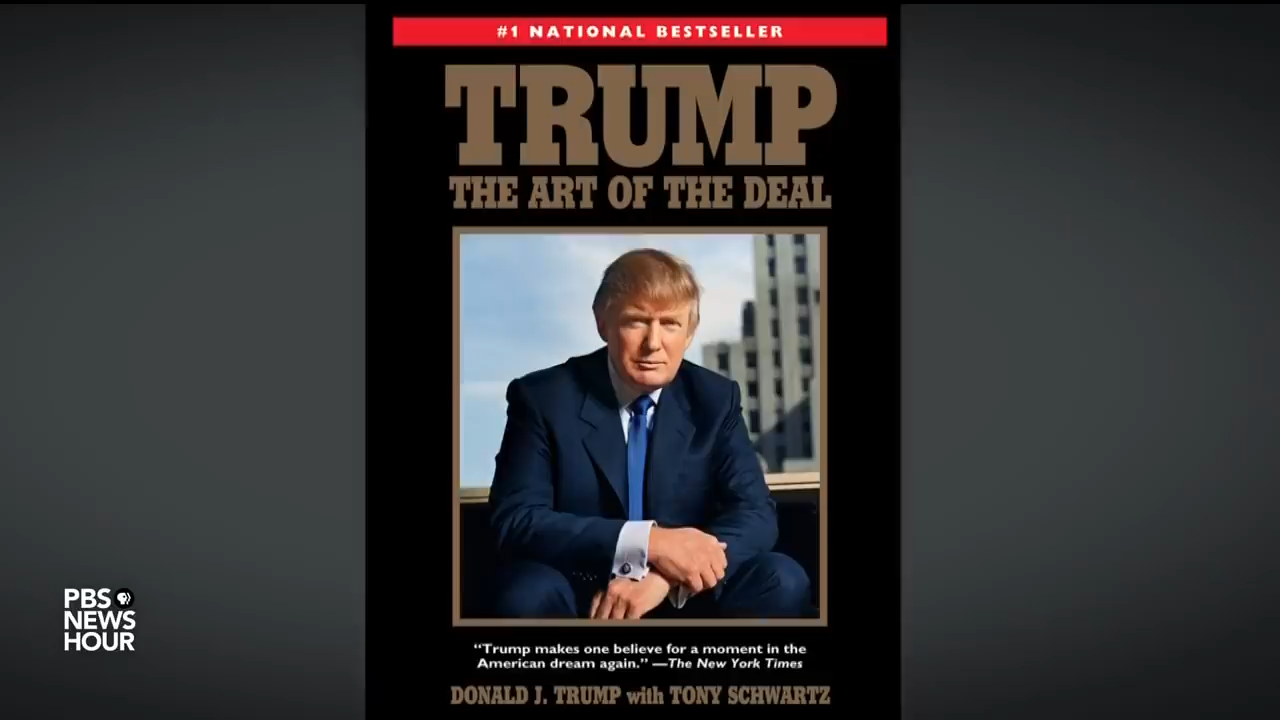 #1 NATIONAL BESTSELLER
TRUMP
THE ART OF THE DEAL
“Trump makes one believe for a moment in the
American dream again.” —The New York Times
DONALD J. TRUMP with TONY SCHWARTZ
PBS
NEWS
HOUR